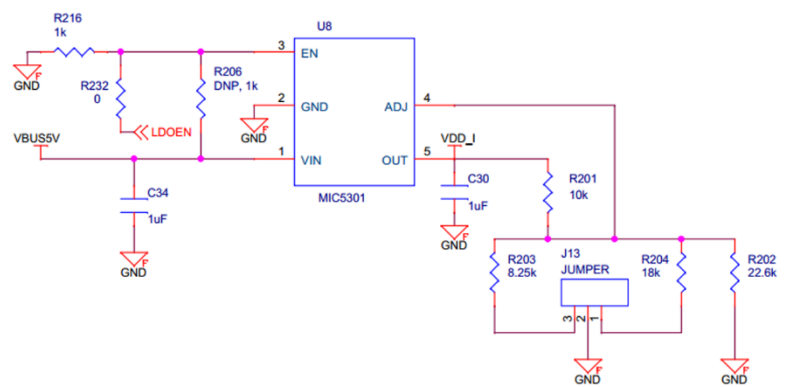 U8
R216
1k
3
EN
F
GND
R232
0
R206
DNP, 1k
LDOEN
2
GND
F
GND
ADJ
4
VBUS5V
1
VIN
OUT
5
VDD_I
MIC5301
C34
1uF
F
GND
C30
1uF
F
GND
R201
10k
R203
8.25k
J13
JUMPER
R204
18k
R202
22.6k
3
2
1
F
GND
F
GND